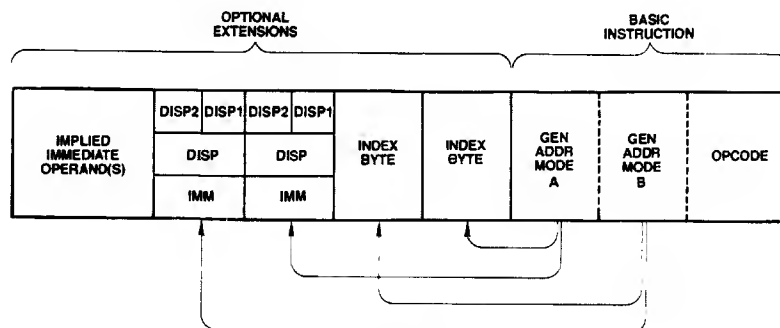 OPTIONAL
EXTENSIONS
BASIC
INSTRUCTION
IMPLIED
IMMEDIATE
OPERAND(S)
DISP2 DISP1 DISP2 DISP1
DISP DISP
IMM IMM
INDEX
BYTE
INDEX
BYTE
GEN
ADDR
MODE
A
GEN
ADDR
MODE
B
OPCODE